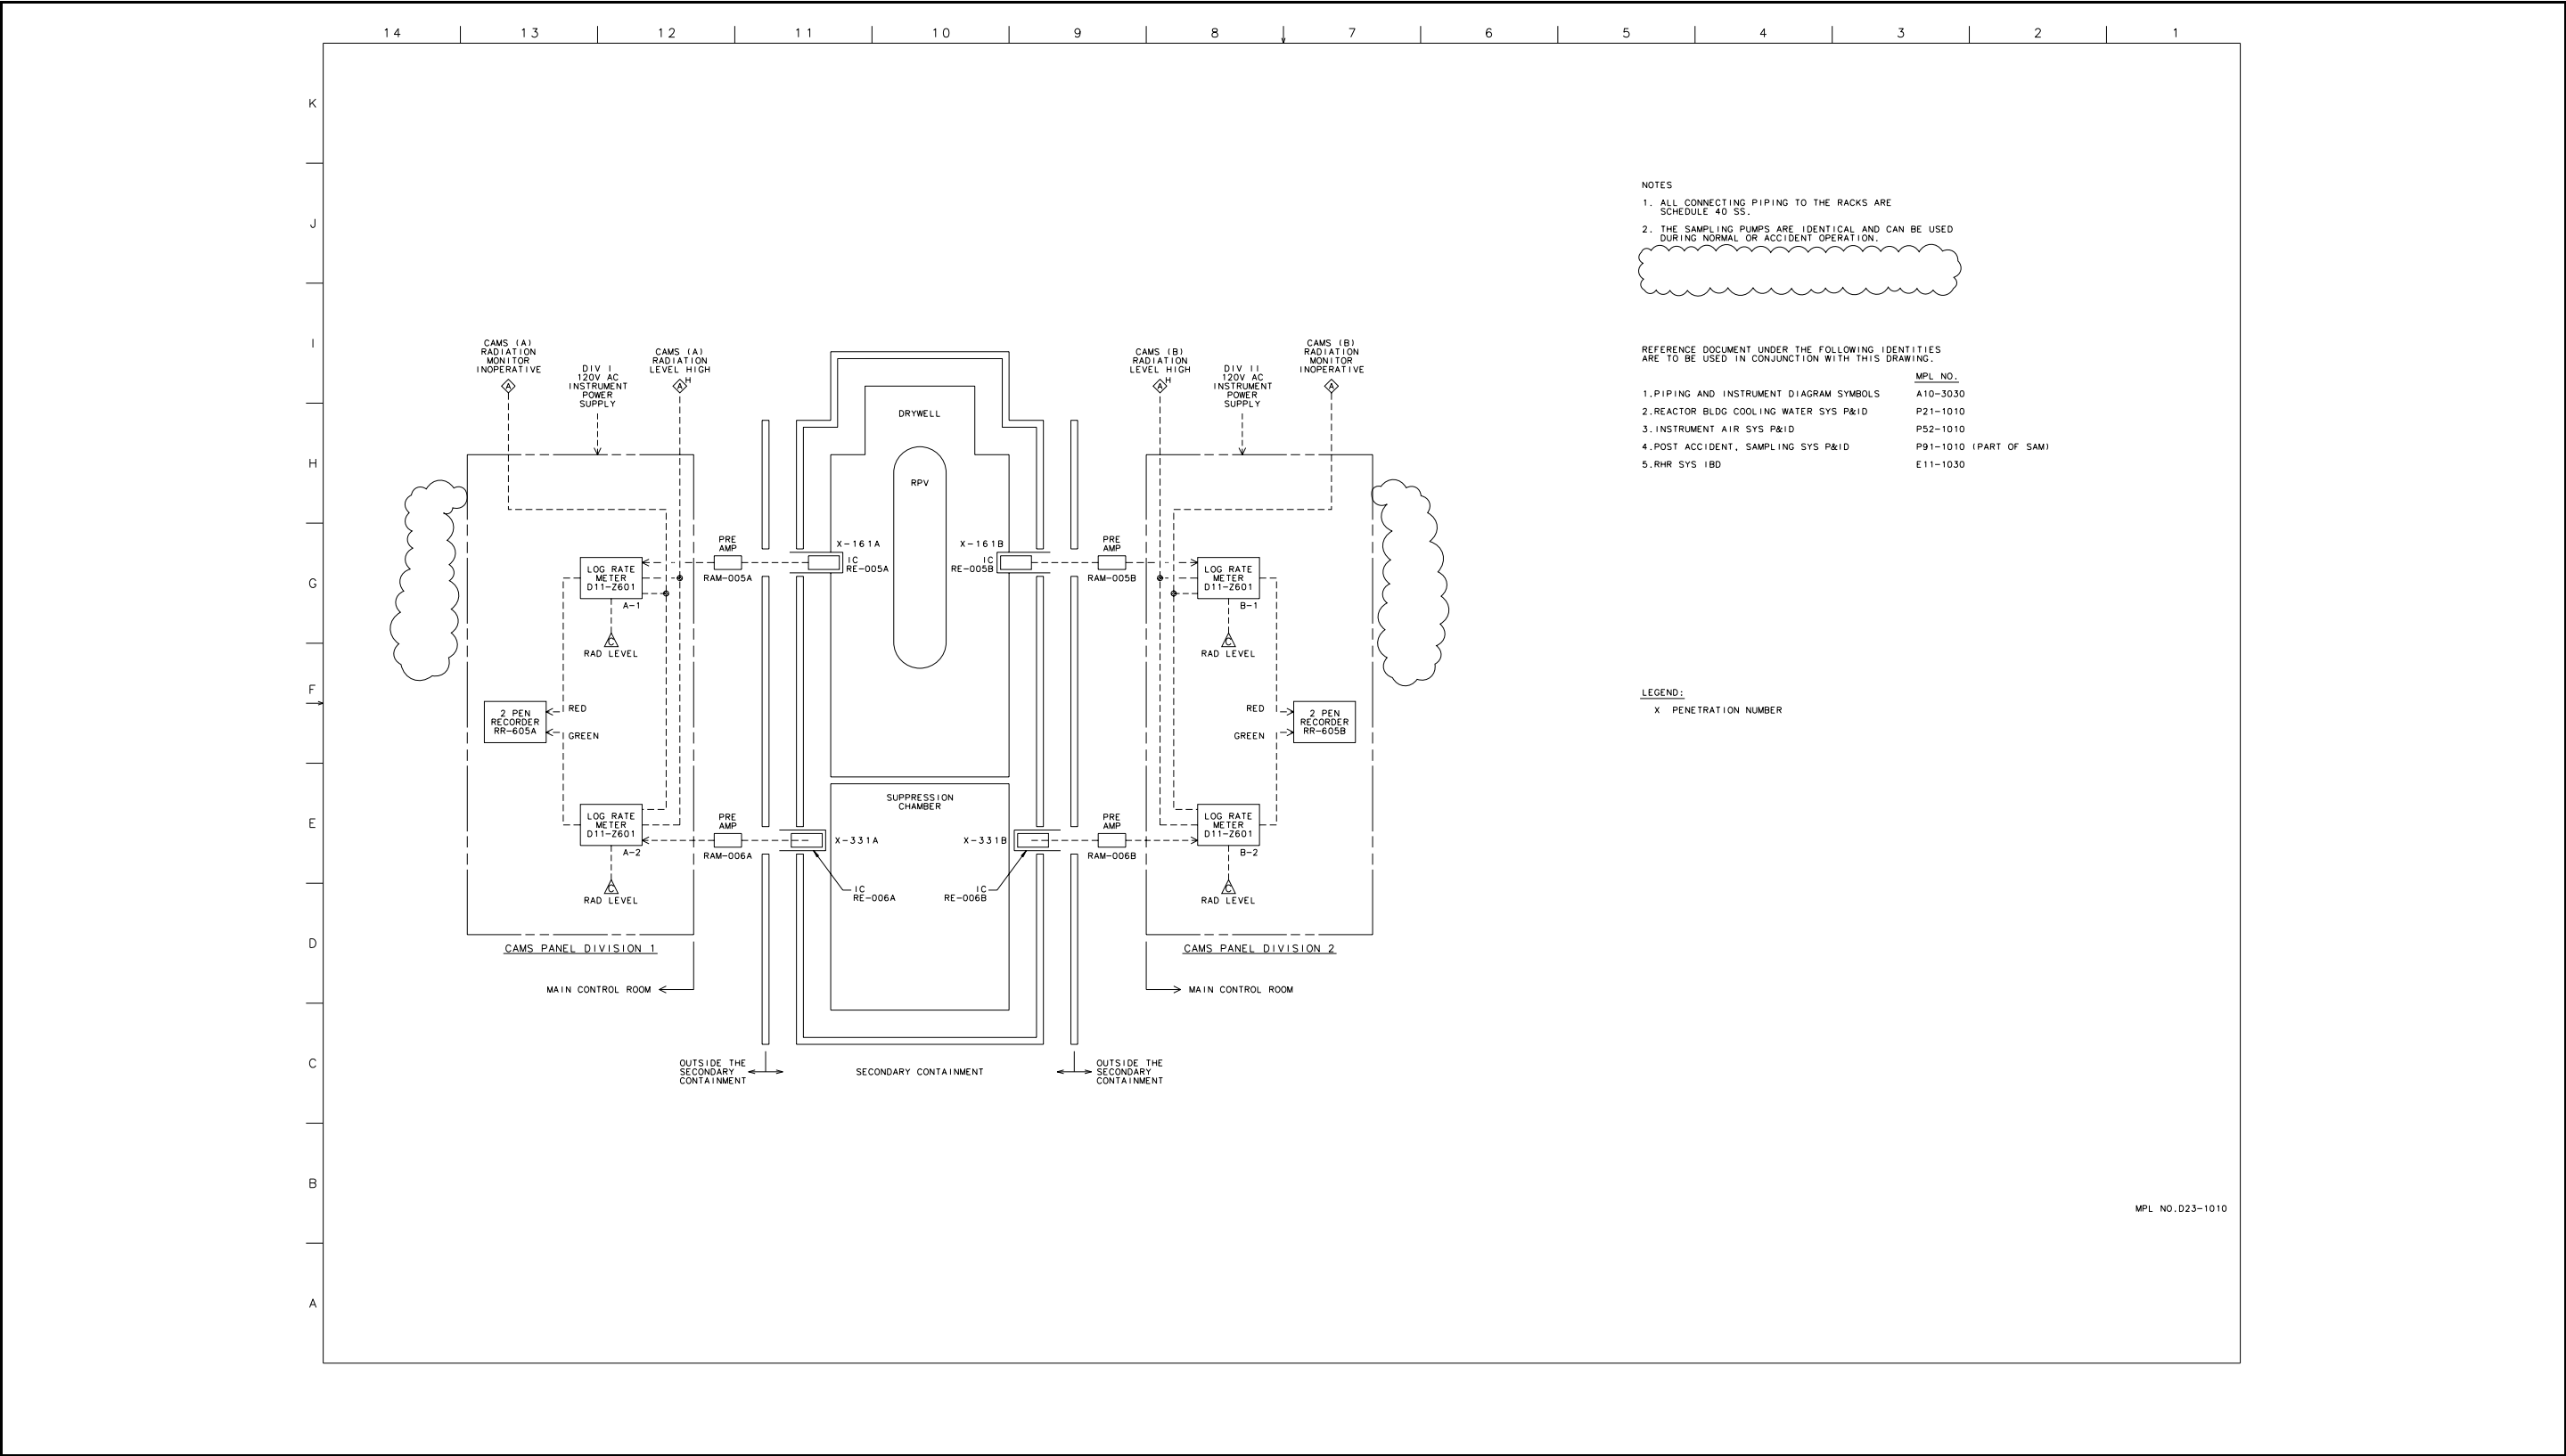 14 13 12 11 10 9 8 7 6 5 4 3 2 1
K
J
I
H
G
F
E
D
C
B
A
NOTES
1. ALL CONNECTING PIPING TO THE RACKS ARE
SCHEDULE 40 SS.
2. THE SAMPLING PUMPS ARE IDENTICAL AND CAN BE USED
DURING NORMAL OR ACCIDENT OPERATION.
REFERENCE DOCUMENT UNDER THE FOLLOWING IDENTITIES
ARE TO BE USED IN CONJUNCTION WITH THIS DRAWING.
MPL NO.
1.PIPING AND INSTRUMENT DIAGRAM SYMBOLS A10-3030
2.REACTOR BLDG COOLING WATER SYS P&ID P21-1010
3.INSTRUMENT AIR SYS P&ID P52-1010
4.POST ACCIDENT, SAMPLING SYS P&ID P91-1010 (PART OF SAM)
5.RHR SYS IBD E11-1030
LEGEND:
X PENETRATION NUMBER
CAMS (A)
RADIATION
MONITOR
INOPERATIVE
A
DIV I
120V AC
INSTRUMENT
POWER
SUPPLY
CAMS (A)
RADIATION
LEVEL HIGH
A H
LOG RATE
METER
D11-Z601
A-1
C
RAD LEVEL
2 PEN
RECORDER
RR-605A
RED
GREEN
LOG RATE
METER
D11-Z601
A-2
C
RAD LEVEL
CAMS PANEL DIVISION 1
MAIN CONTROL ROOM
PRE
AMP
RAM-005A
PRE
AMP
RAM-006A
DRYWELL
RPV
X-161A
IC
RE-005A
X-161B
IC
RE-005B
SUPPRESSION
CHAMBER
X-331A
IC
RE-006A
X-331B
IC
RE-006B
OUTSIDE THE
SECONDARY
CONTAINMENT
SECONDARY CONTAINMENT
OUTSIDE THE
SECONDARY
CONTAINMENT
PRE
AMP
RAM-005B
PRE
AMP
RAM-006B
CAMS (B)
RADIATION
LEVEL HIGH
A H
DIV II
120V AC
INSTRUMENT
POWER
SUPPLY
CAMS (B)
RADIATION
MONITOR
INOPERATIVE
A
LOG RATE
METER
D11-Z601
B-1
C
RAD LEVEL
RED
GREEN
2 PEN
RECORDER
RR-605B
LOG RATE
METER
D11-Z601
B-2
C
RAD LEVEL
CAMS PANEL DIVISION 2
MAIN CONTROL ROOM
MPL NO.D23-1010